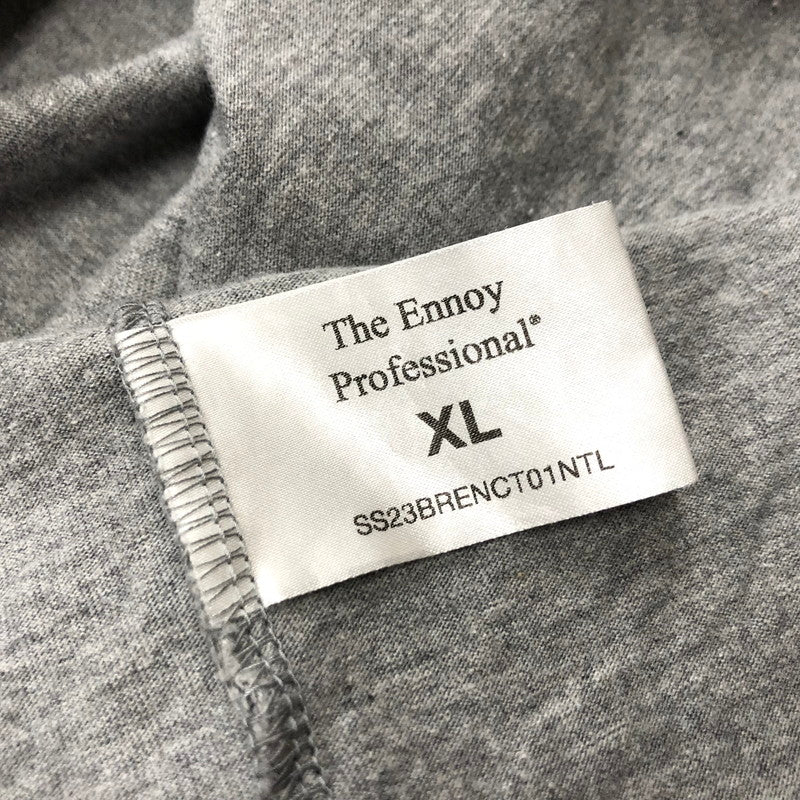 The Ennoy
Professional®
XL
SS23BRENCT01NTL